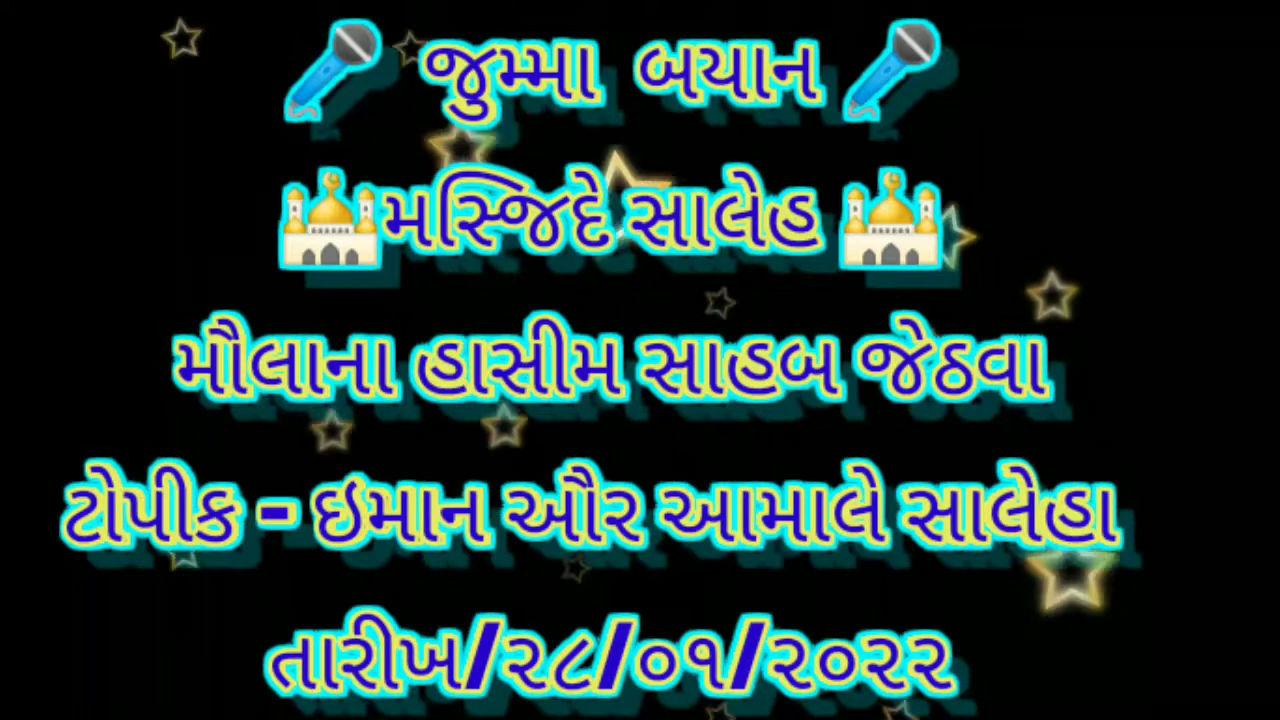 🎤 જુમ્મા બયાન 🎤
🕌મસ્જિદે સાલેહ 🕌
મૌલાના હાસીમ સાહબ જેઠવા
ટોપીક - ઇમાન ઔર આમાલે સાલેહા
તારીખ/૨૮/૦૧/૨૦૨૨